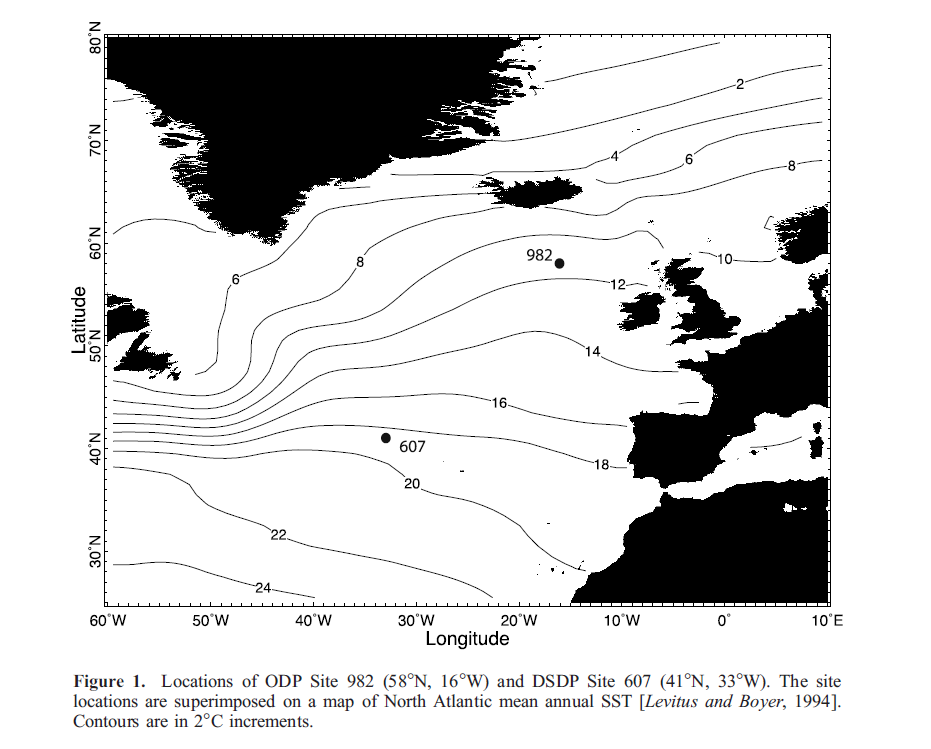 80°N
70°N
60°N
50°N
40°N
30°N
Latitude
2
4
6
8
6
8
982
10
12
14
16
607
18
20
22
24
60°W 50°W 40°W 30°W 20°W 10°W 0° 10°E
Longitude
Figure 1. Locations of ODP Site 982 (58°N, 16°W) and DSDP Site 607 (41°N, 33°W). The site
locations are superimposed on a map of North Atlantic mean annual SST [Levitus and Boyer, 1994].
Contours are in 2°C increments.